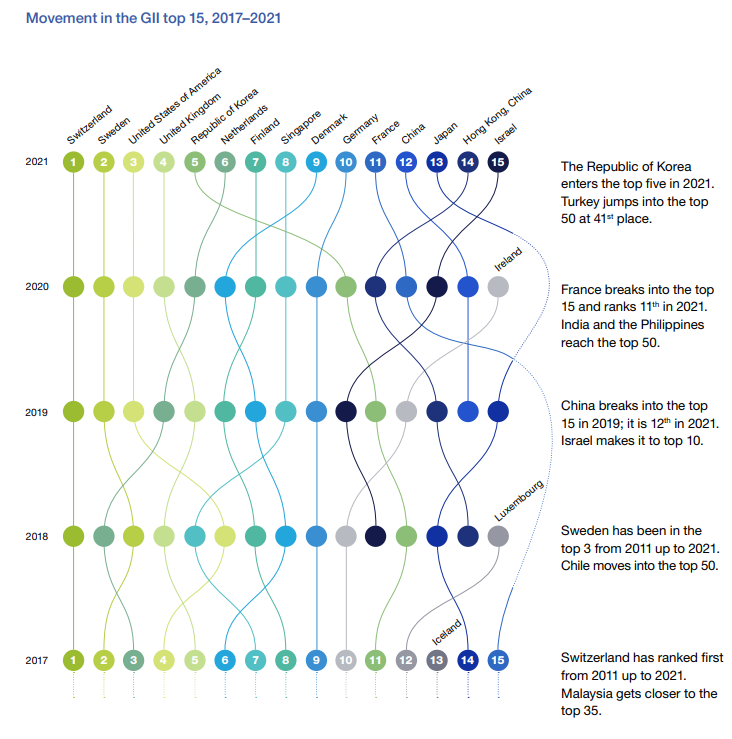 Movement in the GII top 15, 2017–2021
Switzerland
Sweden
United States of America
United Kingdom
Republic of Korea
Netherlands
Finland
Singapore
Denmark
Germany
France
China
Japan
Hong Kong, China
Israel
2021 1 2 3 4 5 6 7 8 9 10 11 12 13 14 15
The Republic of Korea
enters the top five in 2021.
Turkey jumps into the top
50 at 41st place.
Ireland
2020
France breaks into the top
15 and ranks 11th in 2021.
India and the Philippines
reach the top 50.
2019
China breaks into the top
15 in 2019; it is 12th in 2021.
Israel makes it to top 10.
Luxembourg
2018
Sweden has been in the
top 3 from 2011 up to 2021.
Chile moves into the top 50.
Iceland
2017 1 2 3 4 5 6 7 8 9 10 11 12 13 14 15
Switzerland has ranked first
from 2011 up to 2021.
Malaysia gets closer to the
top 35.